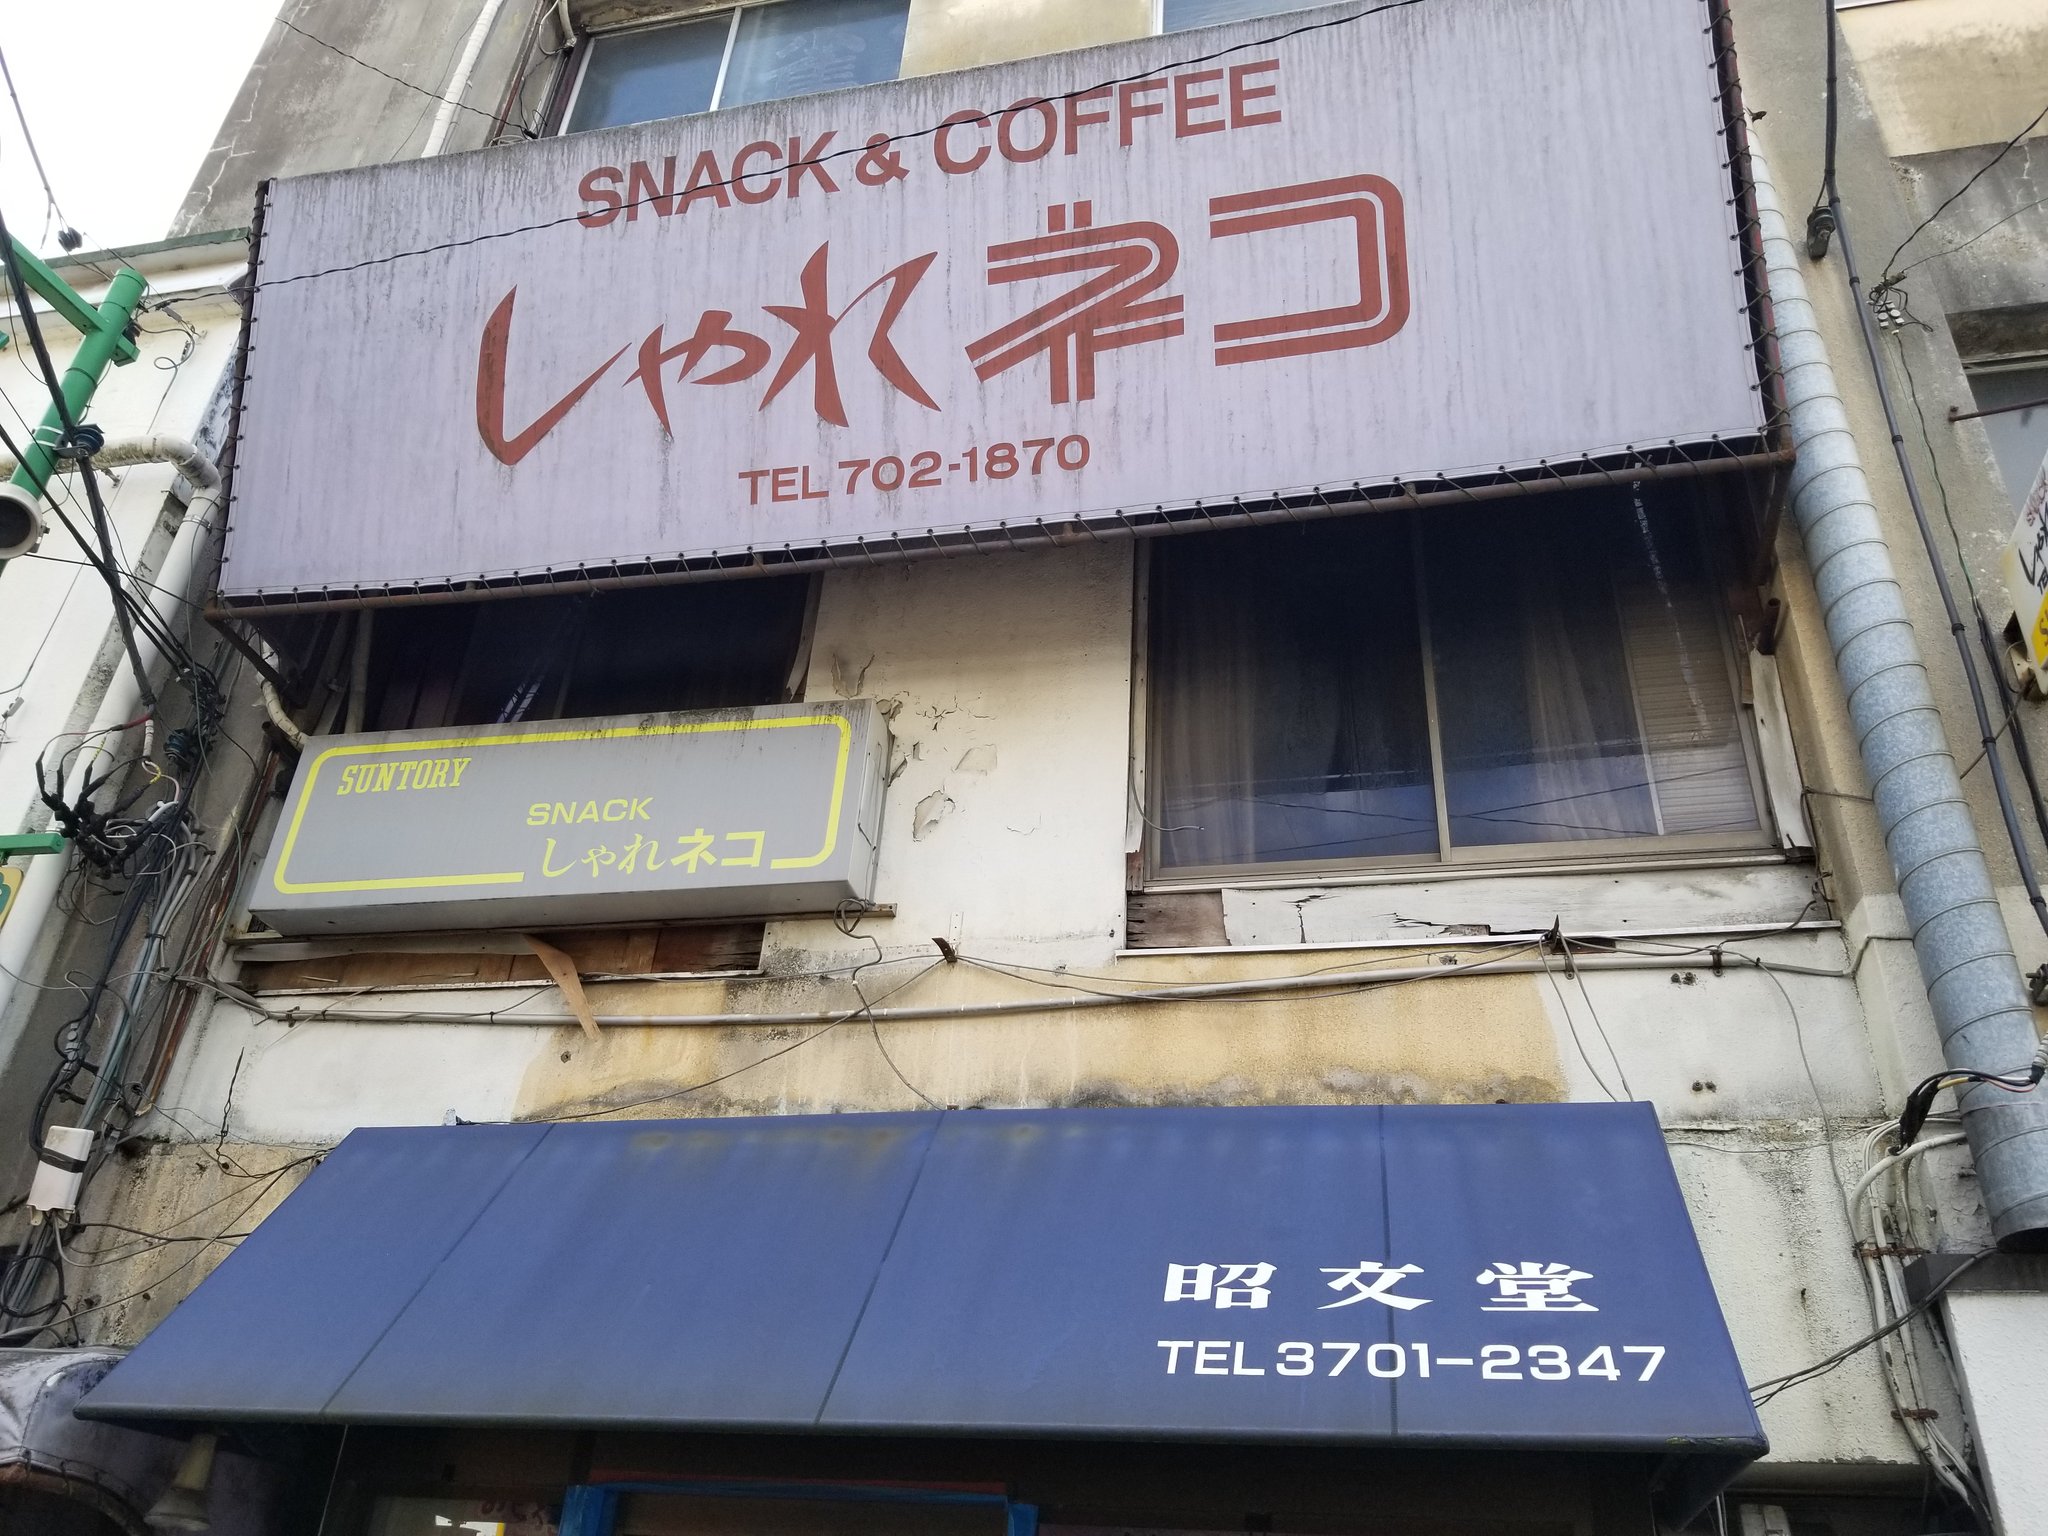 SNACK & COFFEE
しゃれネコ
TEL 702-1870
SUNTORY
SNACK
しゃれネコ
昭文堂
TEL 3701-2347